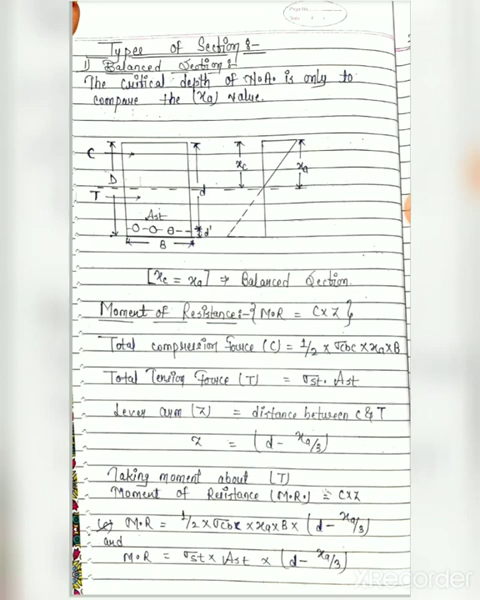 Types of Section:-
1) Balanced Section:-
The critical depth of N.A. is only to
compare the (xa) value.
C
D
T
Ast
B
d
d'
xc
xa
[xc = xa] ⇒ Balanced Section.
Moment of Resistance:-{M.O.R = C×Z}
Total compression force (C) = 1/2 × σcbc × xa × B
Total Tension Force (T) = σst. Ast
Lever arm (z) = distance between C & T
z = (d - xa/3)
Taking moment about (T)
Moment of Resistance (M.R.) = C×Z
M.R = 1/2 × σcbc × xa × B × (d - xa/3)
and
M.R = σst × Ast × (d - xa/3)
XRecorder